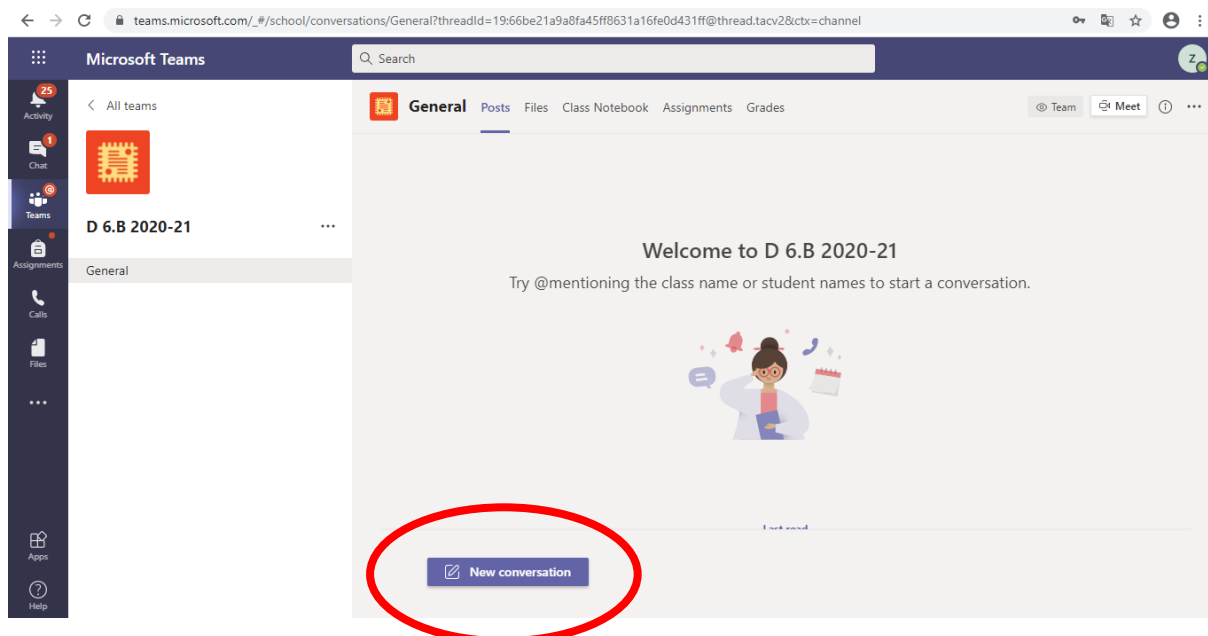 teams.microsoft.com/_#/school/conversations/General?threadId=19:66be21a9a8fa45ff8631a16fe0d431ff@thread.tacv2&ctx=channel
Microsoft Teams
Search
Z
25
Activity
All teams
General Posts Files Class Notebook Assignments Grades
Team
Meet
1
Chat
Teams
D 6.B 2020-21
Assignments
General
Welcome to D 6.B 2020-21
Try @mentioning the class name or student names to start a conversation.
Calls
Files
Last read
New conversation
Apps
Help